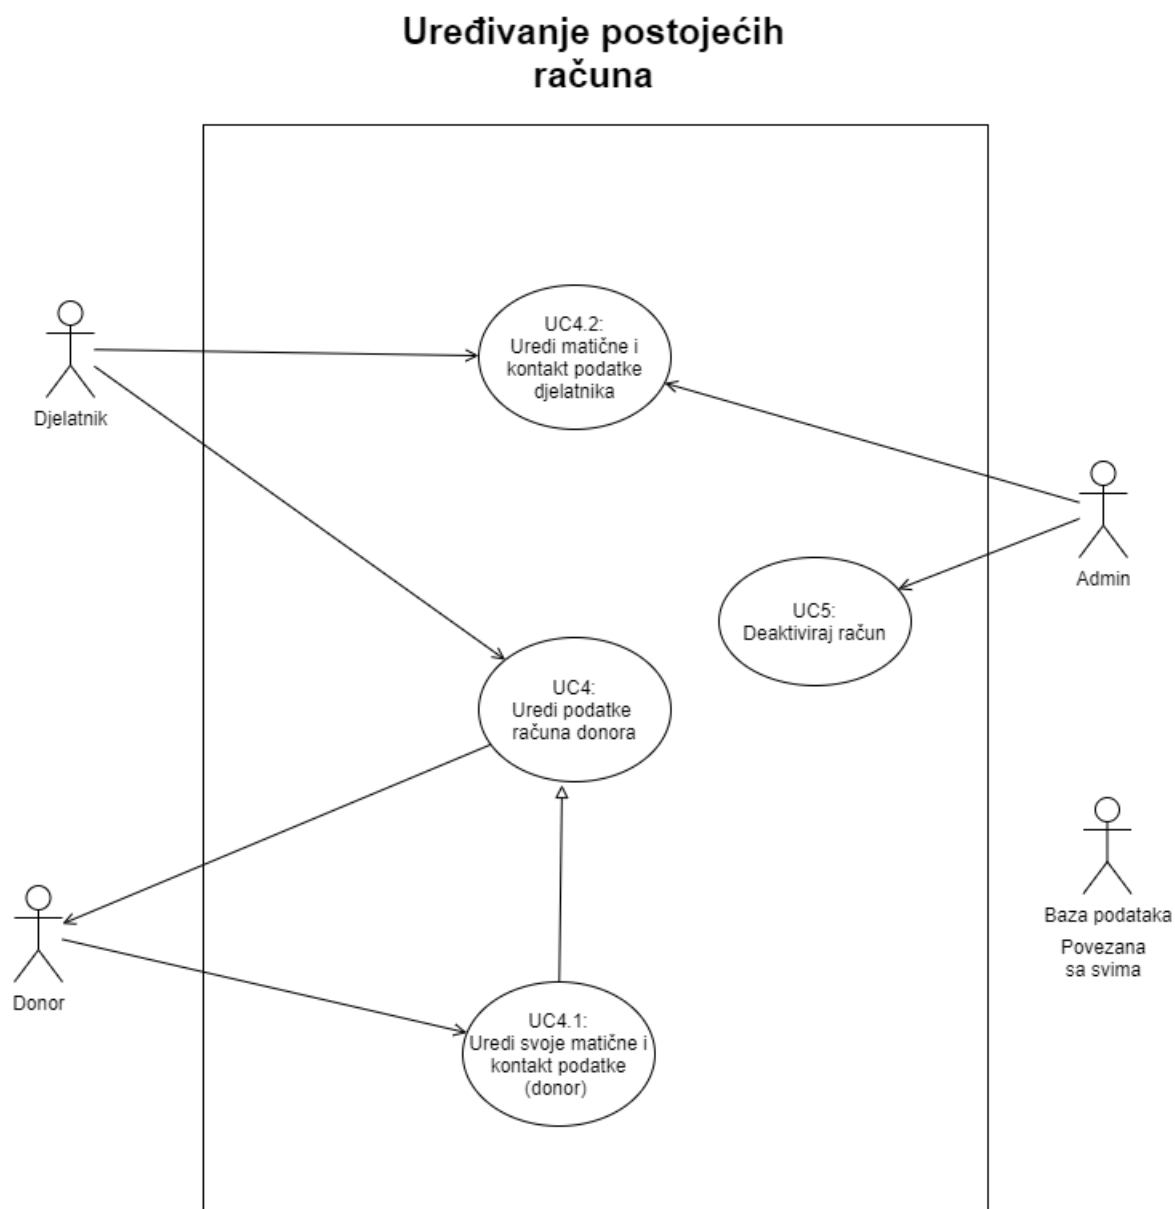 Uređivanje postojećih
računa
UC4.2:
Uredi matične i
kontakt podatke
djelatnika
Djelatnik
Admin
UC5:
Deaktiviraj račun
UC4:
Uredi podatke
računa donora
Baza podataka
Povezana
sa svima
Donor
UC4.1:
Uredi svoje matične i
kontakt podatke
(donor)